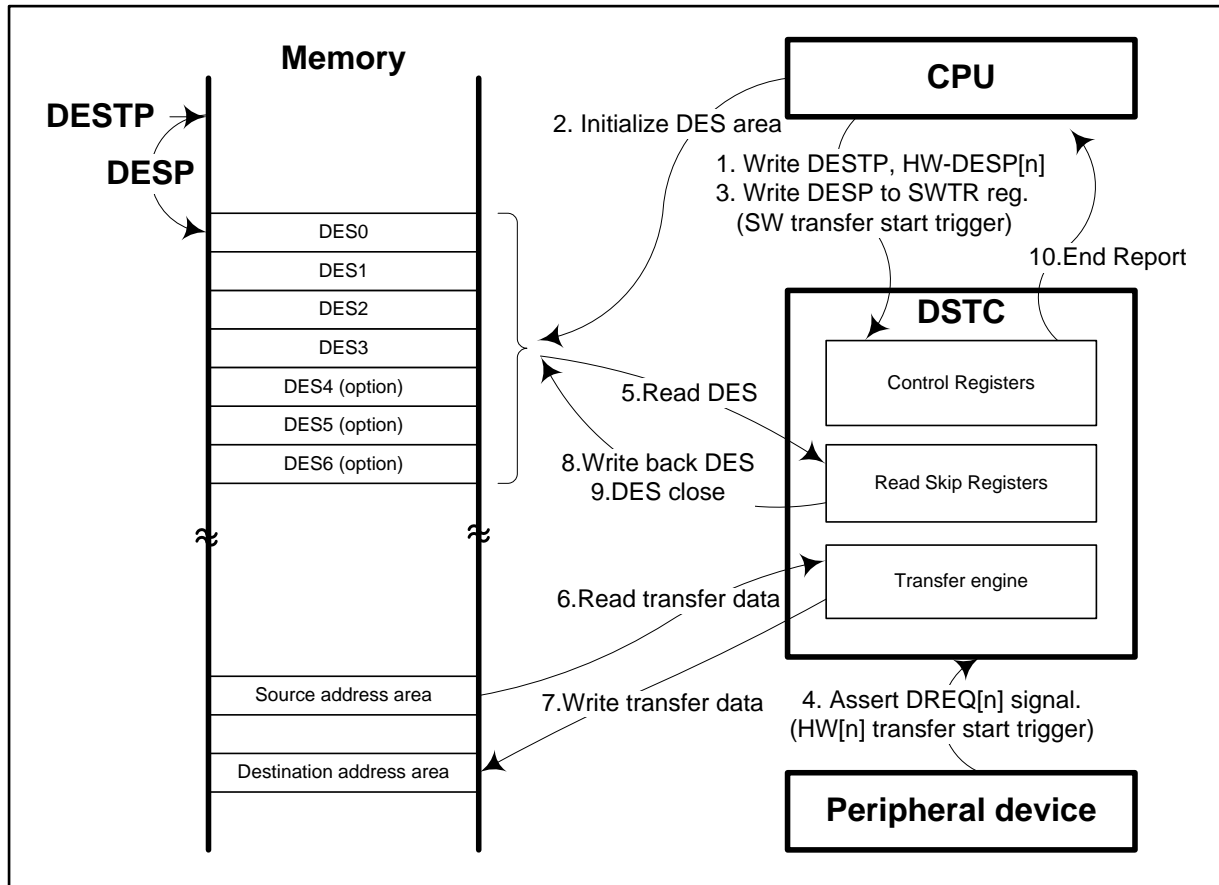 Memory
CPU
DESTP
DESP
2. Initialize DES area
1. Write DESTP, HW-DESP[n]
3. Write DESP to SWTR reg.
(SW transfer start trigger)
10.End Report
DES0
DES1
DES2
DES3
DES4 (option)
DES5 (option)
DES6 (option)
DSTC
Control Registers
5.Read DES
8.Write back DES
9.DES close
Read Skip Registers
Transfer engine
6.Read transfer data
Source address area
7.Write transfer data
4. Assert DREQ[n] signal.
(HW[n] transfer start trigger)
Destination address area
Peripheral device